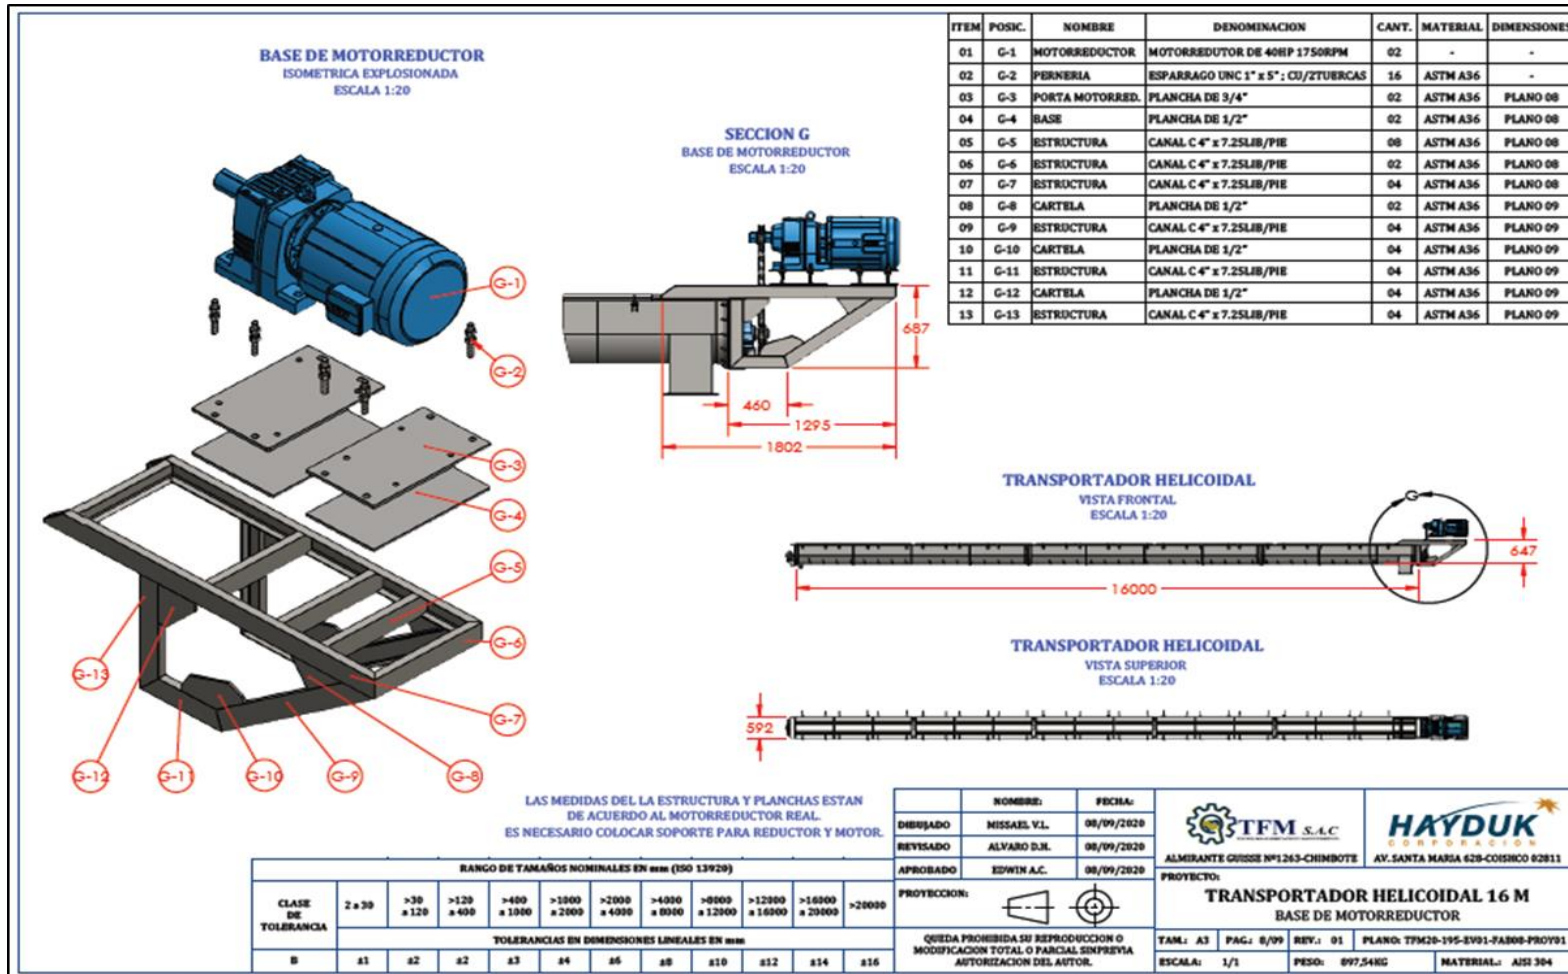 BASE DE MOTORREDUCTOR
ISOMETRICA EXPLOSIONADA
ESCALA 1:20
G-1
G-2
G-3
G-4
G-5
G-6
G-7
G-8
G-9
G-10
G-11
G-12
G-13
SECCION G
BASE DE MOTORREDUCTOR
ESCALA 1:20
687
460
1295
1802
ITEM POSIC. NOMBRE DENOMINACION CANT. MATERIAL DIMENSIONES
01 G-1 MOTORREDUCTOR MOTORREDUTOR DE 40HP 1750RPM 02 - -
02 G-2 PERNERIA ESPARRAGO UNC 1" x 5" ; CU/2TUERCAS 16 ASTM A36 -
03 G-3 PORTA MOTORRED. PLANCHA DE 3/4" 02 ASTM A36 PLANO 08
04 G-4 BASE PLANCHA DE 1/2" 02 ASTM A36 PLANO 08
05 G-5 ESTRUCTURA CANAL C 4" x 7.25LIB/PIE 08 ASTM A36 PLANO 08
06 G-6 ESTRUCTURA CANAL C 4" x 7.25LIB/PIE 02 ASTM A36 PLANO 08
07 G-7 ESTRUCTURA CANAL C 4" x 7.25LIB/PIE 04 ASTM A36 PLANO 08
08 G-8 CARTELA PLANCHA DE 1/2" 02 ASTM A36 PLANO 09
09 G-9 ESTRUCTURA CANAL C 4" x 7.25LIB/PIE 04 ASTM A36 PLANO 09
10 G-10 CARTELA PLANCHA DE 1/2" 04 ASTM A36 PLANO 09
11 G-11 ESTRUCTURA CANAL C 4" x 7.25LIB/PIE 04 ASTM A36 PLANO 09
12 G-12 CARTELA PLANCHA DE 1/2" 04 ASTM A36 PLANO 09
13 G-13 ESTRUCTURA CANAL C 4" x 7.25LIB/PIE 04 ASTM A36 PLANO 09
TRANSPORTADOR HELICOIDAL
VISTA FRONTAL
ESCALA 1:20
G
647
16000
TRANSPORTADOR HELICOIDAL
VISTA SUPERIOR
ESCALA 1:20
592
LAS MEDIDAS DEL LA ESTRUCTURA Y PLANCHAS ESTAN
DE ACUERDO AL MOTORREDUCTOR REAL.
ES NECESARIO COLOCAR SOPORTE PARA REDUCTOR Y MOTOR.
RANGO DE TAMAÑOS NOMINALES EN mm (ISO 13920)
CLASE DE TOLERANCIA 2 a 30 >30 a 120 >120 a 400 >400 a 1000 >1000 a 2000 >2000 a 4000 >4000 a 8000 >8000 a 12000 >12000 a 16000 >16000 a 20000 >20000
TOLERANCIAS EN DIMENSIONES LINEALES EN mm
B ±1 ±2 ±2 ±3 ±4 ±6 ±8 ±10 ±12 ±14 ±16
NOMBRE: FECHA:
DIBUJADO MISSAEL V.L. 08/09/2020
REVISADO ALVARO D.H. 08/09/2020
APROBADO EDWIN A.C. 08/09/2020
PROYECCION:
QUEDA PROHIBIDA SU REPRODUCCION O
MODIFICACION TOTAL O PARCIAL SINPREVIA
AUTORIZACION DEL AUTOR.
TFM S.A.C
ALMIRANTE GUISSE Nº1263-CHIMBOTE
HAYDUK
CORPORACIÓN
AV. SANTA MARIA 628-COISHCO 02811
PROYECTO:
TRANSPORTADOR HELICOIDAL 16 M
BASE DE MOTORREDUCTOR
TAM.: A3 PAG.: 8/09 REV.: 01 PLANO: TFM20-195-EV01-FAB08-PROY01
ESCALA: 1/1 PESO: 897,54KG MATERIAL: AISI 304